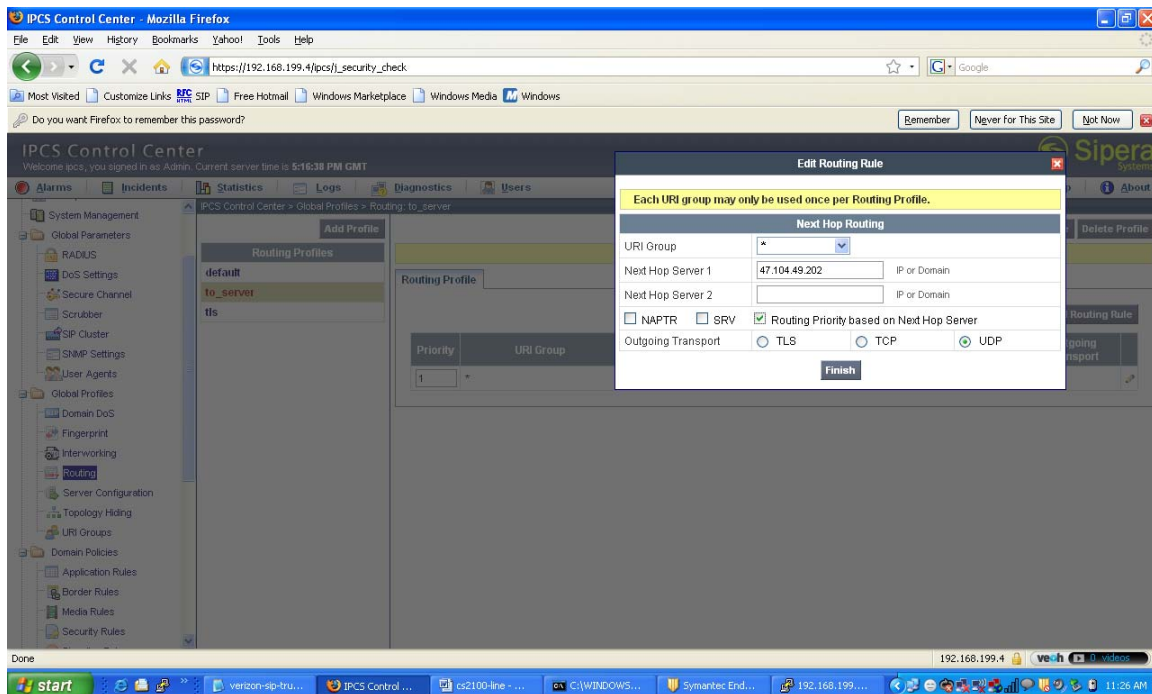 IPCS Control Center - Mozilla Firefox
File Edit View History Bookmarks Yahoo! Tools Help
https://192.168.199.4/ipcs/j_security_check
Google
Most Visited Customize Links SIP Free Hotmail Windows Marketplace Windows Media Windows
Do you want Firefox to remember this password?
Remember Never for This Site Not Now
IPCS Control Center
Welcome ipcs, you signed in as Admin. Current server time is 5:16:38 PM GMT
Sipera
Systems
Alarms Incidents Statistics Logs Diagnostics Users About
IPCS Control Center > Global Profiles > Routing: to_server
System Management
Global Parameters
RADIUS
DoS Settings
Secure Channel
Scrubber
SIP Cluster
SNMP Settings
User Agents
Global Profiles
Domain DoS
Fingerprint
Interworking
Routing
Server Configuration
Topology Hiding
URI Groups
Domain Policies
Application Rules
Border Rules
Media Rules
Security Rules
Add Profile
Routing Profiles
default
to_server
tls
Delete Profile
Routing Profile
Routing Rule
Priority URI Group
1 *
Edit Routing Rule
Each URI group may only be used once per Routing Profile.
Next Hop Routing
URI Group *
Next Hop Server 1 47.104.49.202 IP or Domain
Next Hop Server 2 IP or Domain
NAPTR SRV Routing Priority based on Next Hop Server
Outgoing Transport TLS TCP UDP
Finish
Done
192.168.199.4 veoh 0 videos
start verizon-sip-tru... IPCS Control ... cs2100-line - ... C:\WINDOWS... Symantec End... 192.168.199.... 11:26 AM